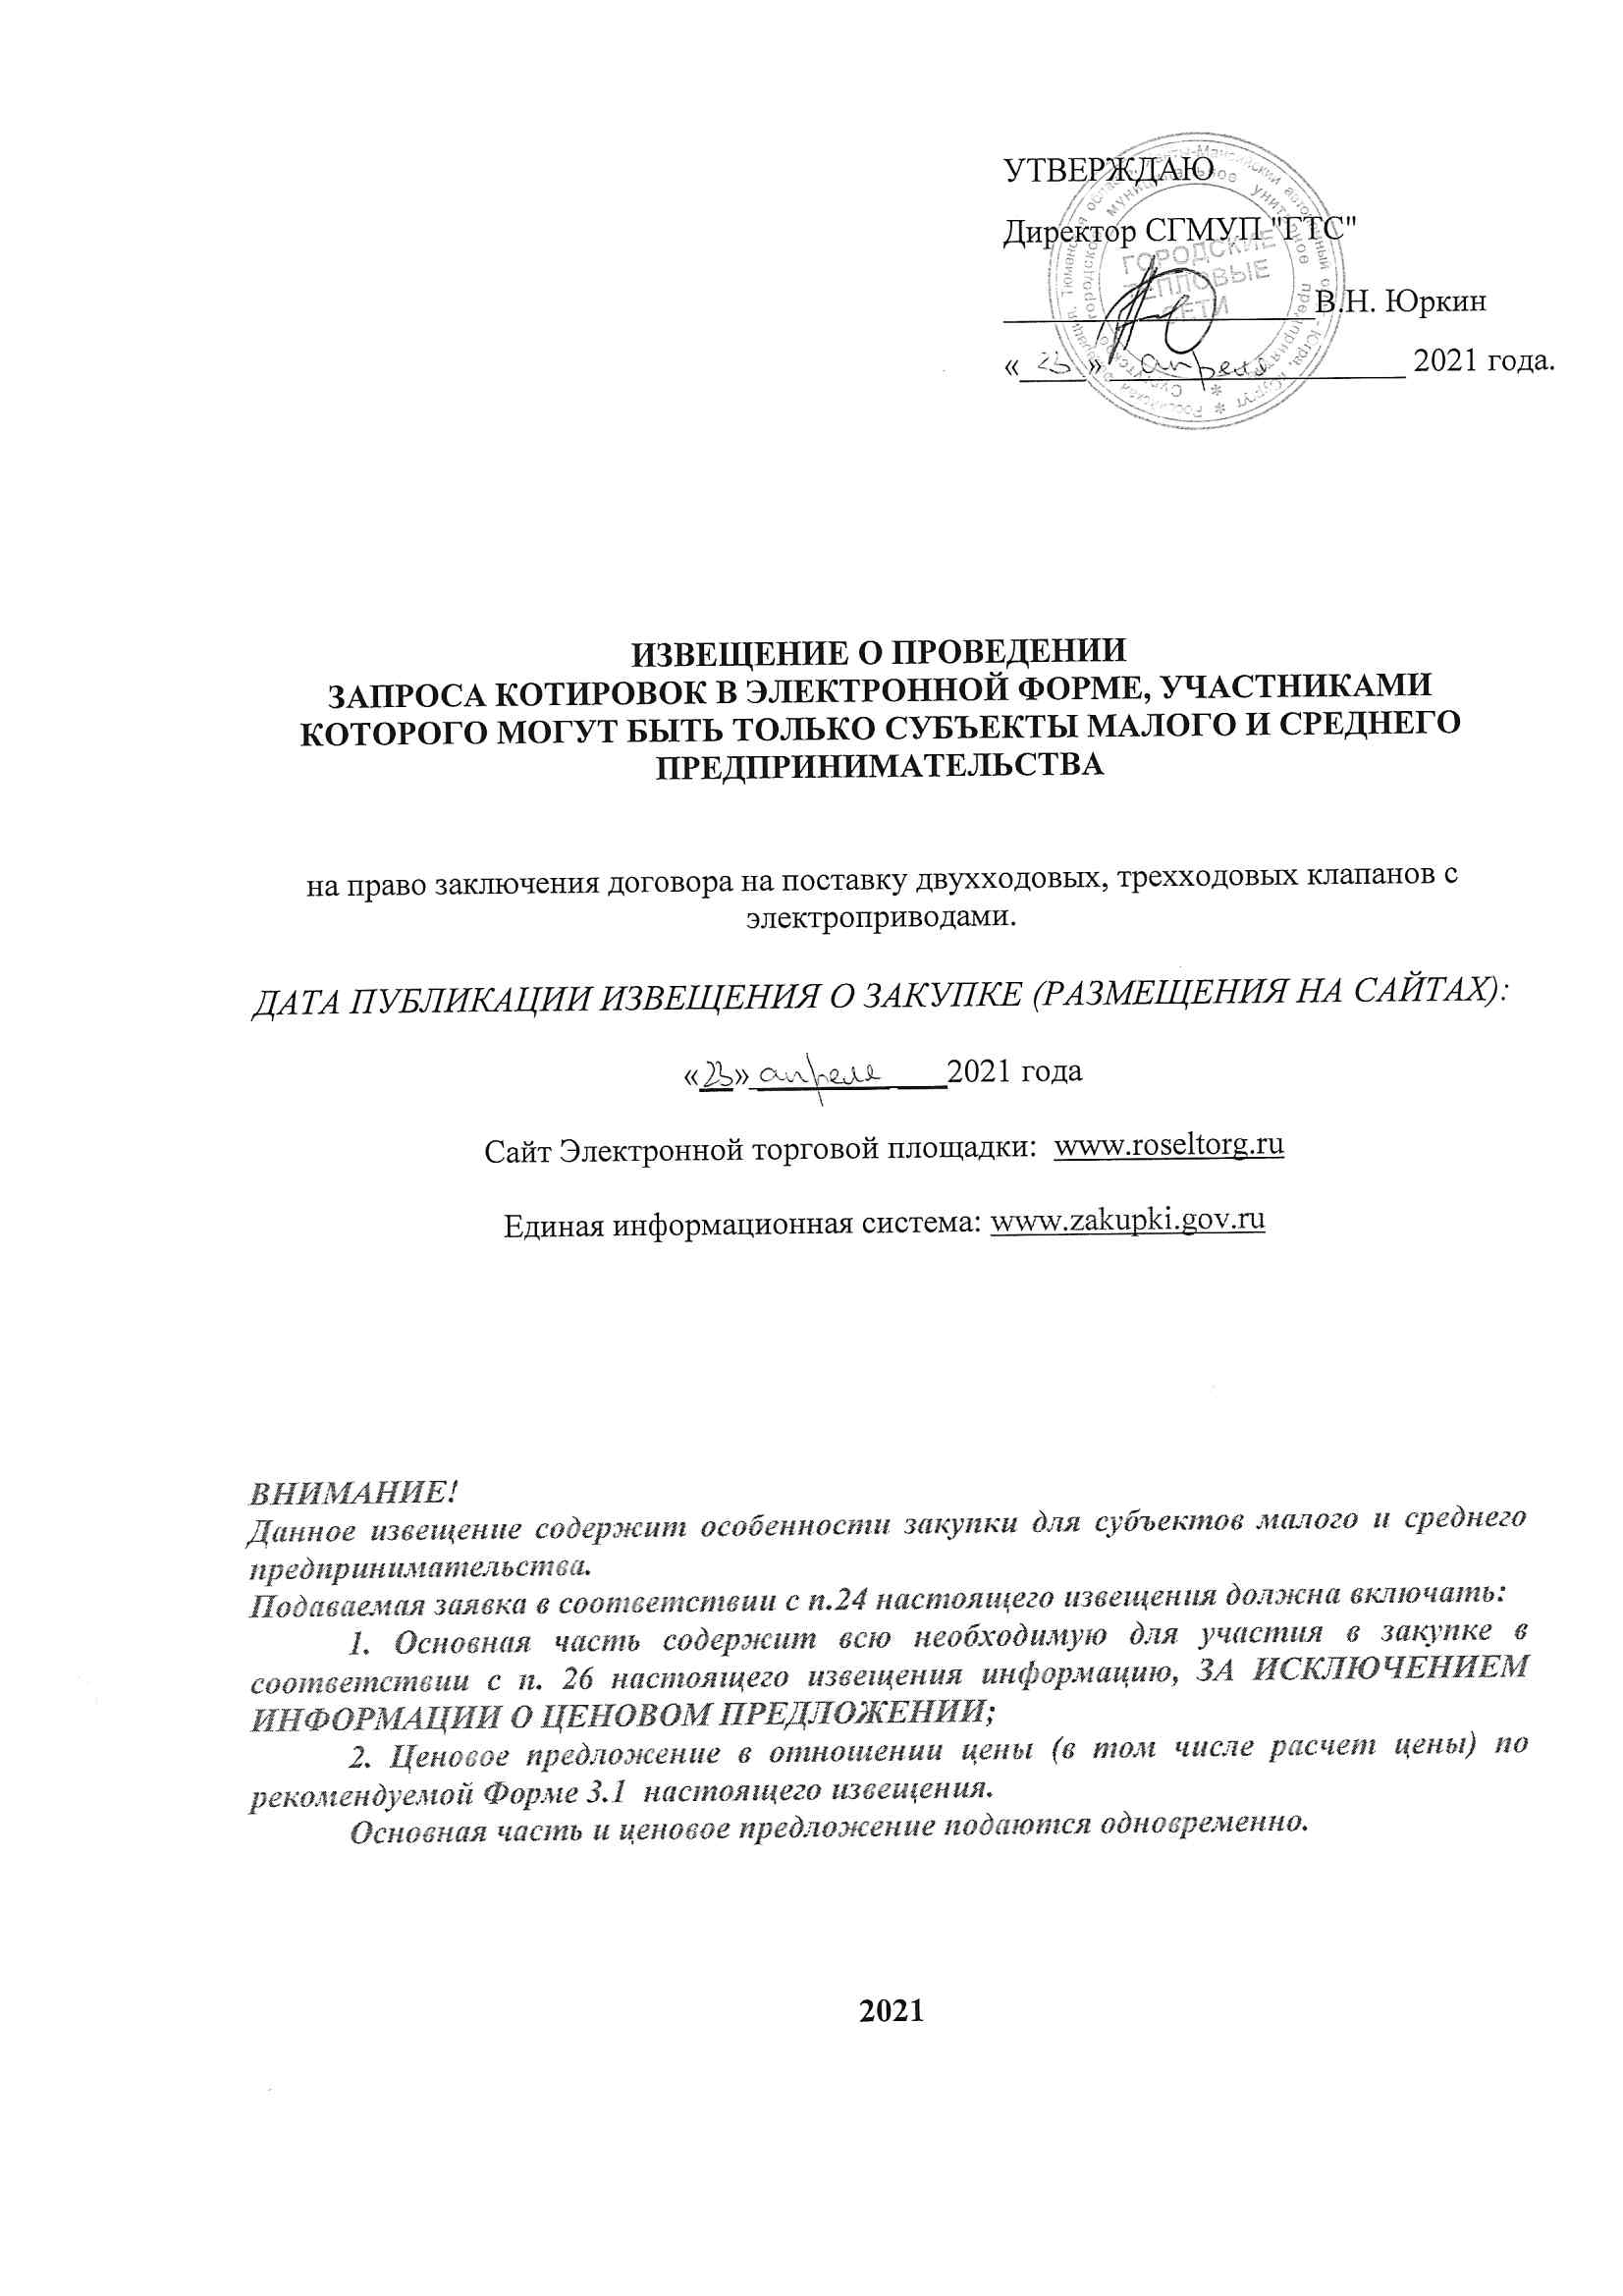 УТВЕРЖДАЮ
Директор СГМУП "ГТС"
ГОРОДСКИЕ
ТЕПЛОВЫЕ
СЕТИ
В.Н. Юркин
« 23 » апреля 2021 года.
ИЗВЕЩЕНИЕ О ПРОВЕДЕНИИ
ЗАПРОСА КОТИРОВОК В ЭЛЕКТРОННОЙ ФОРМЕ, УЧАСТНИКАМИ
КОТОРОГО МОГУТ БЫТЬ ТОЛЬКО СУБЪЕКТЫ МАЛОГО И СРЕДНЕГО
ПРЕДПРИНИМАТЕЛЬСТВА
на право заключения договора на поставку двухходовых, трехходовых клапанов с
электроприводами.
ДАТА ПУБЛИКАЦИИ ИЗВЕЩЕНИЯ О ЗАКУПКЕ (РАЗМЕЩЕНИЯ НА САЙТАХ):
«23» апреля 2021 года
Сайт Электронной торговой площадки: www.roseltorg.ru
Единая информационная система: www.zakupki.gov.ru
ВНИМАНИЕ!
Данное извещение содержит особенности закупки для субъектов малого и среднего
предпринимательства.
Подаваемая заявка в соответствии с п.24 настоящего извещения должна включать:
1. Основная часть содержит всю необходимую для участия в закупке в
соответствии с п. 26 настоящего извещения информацию, ЗА ИСКЛЮЧЕНИЕМ
ИНФОРМАЦИИ О ЦЕНОВОМ ПРЕДЛОЖЕНИИ;
2. Ценовое предложение в отношении цены (в том числе расчет цены) по
рекомендуемой Форме 3.1 настоящего извещения.
Основная часть и ценовое предложение подаются одновременно.
2021